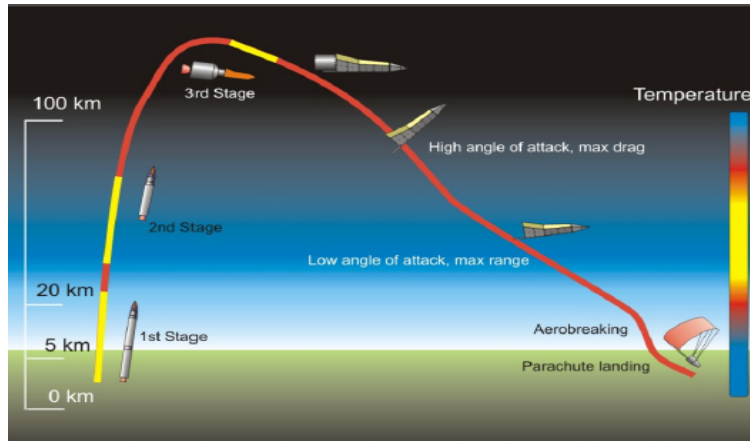 3rd Stage
100 km
Temperature
High angle of attack, max drag
2nd Stage
Low angle of attack, max range
20 km
1st Stage
Aerobreaking
5 km
Parachute landing
0 km